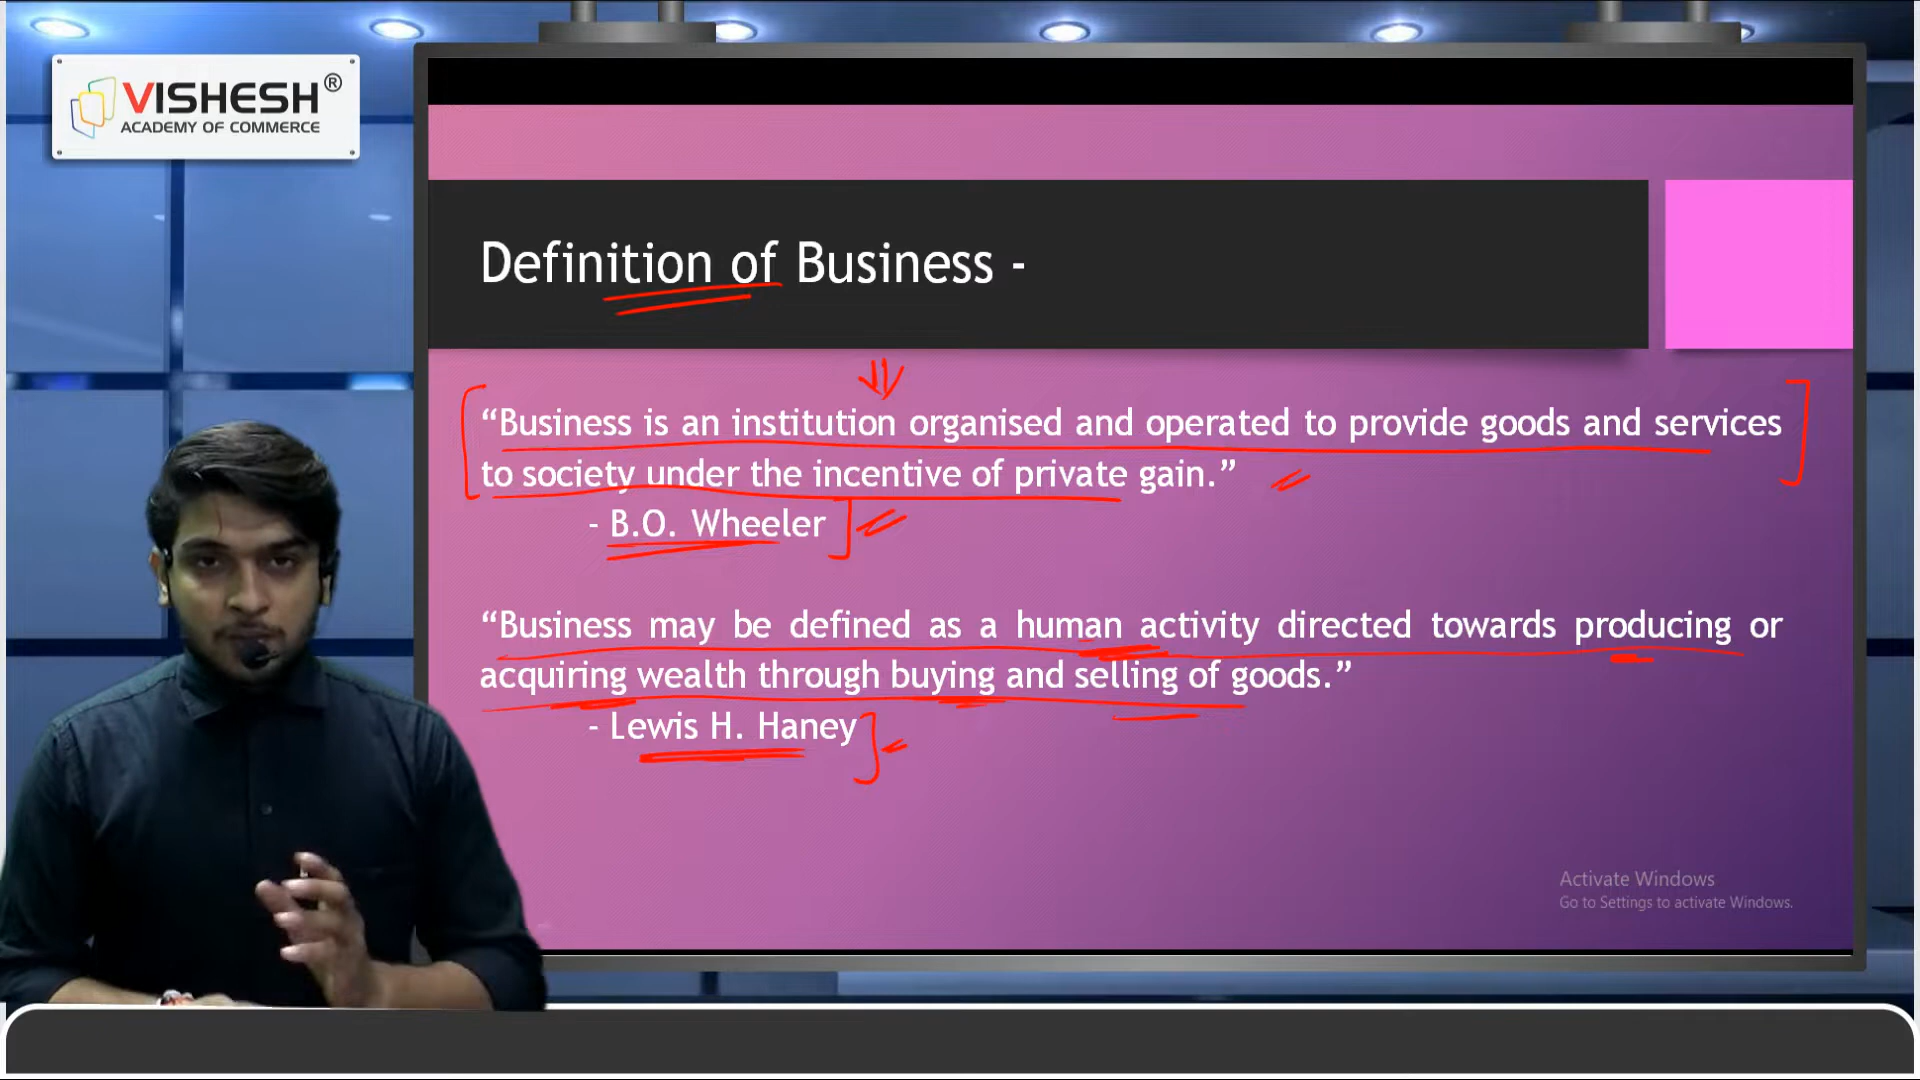 VISHESH®
ACADEMY OF COMMERCE
Definition of Business -
“Business is an institution organised and operated to provide goods and services
to society under the incentive of private gain.”
- B.O. Wheeler
“Business may be defined as a human activity directed towards producing or
acquiring wealth through buying and selling of goods.”
- Lewis H. Haney
Activate Windows
Go to Settings to activate Windows.